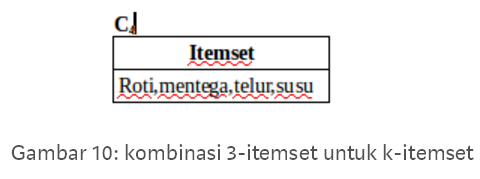 C4
Itemset
Roti,mentega,telur,susu
Gambar 10: kombinasi 3-itemset untuk k-itemset